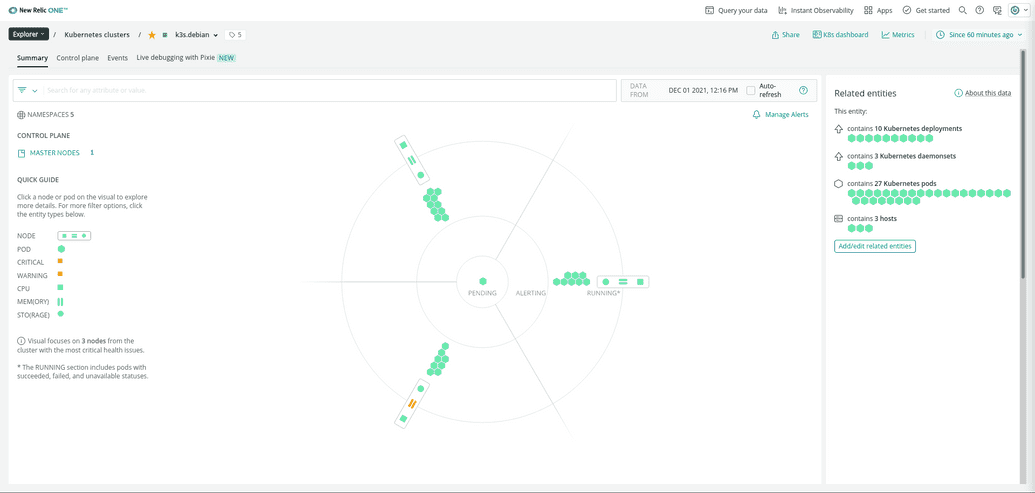 New Relic ONE™
Query your data
Instant Observability
Apps
Get started
Explorer
/ Kubernetes clusters / k3s.debian
5
Share
K8s dashboard
Metrics
Since 60 minutes ago
Summary
Control plane
Events
Live debugging with Pixie NEW
Search for any attribute or value.
DATA
FROM
DEC 01 2021, 12:16 PM
Auto-
refresh
NAMESPACES 5
Manage Alerts
CONTROL PLANE
MASTER NODES 1
QUICK GUIDE
Click a node or pod on the visual to explore
more details. For more filter options, click
the entity types below.
NODE
POD
CRITICAL
WARNING
CPU
MEM(ORY)
STO(RAGE)
Visual focuses on 3 nodes from the
cluster with the most critical health issues.
* The RUNNING section includes pods with
succeeded, failed, and unavailable statuses.
PENDING
ALERTING
RUNNING*
Related entities
About this data
This entity:
contains 10 Kubernetes deployments
contains 3 Kubernetes daemonsets
contains 27 Kubernetes pods
contains 3 hosts
Add/edit related entities